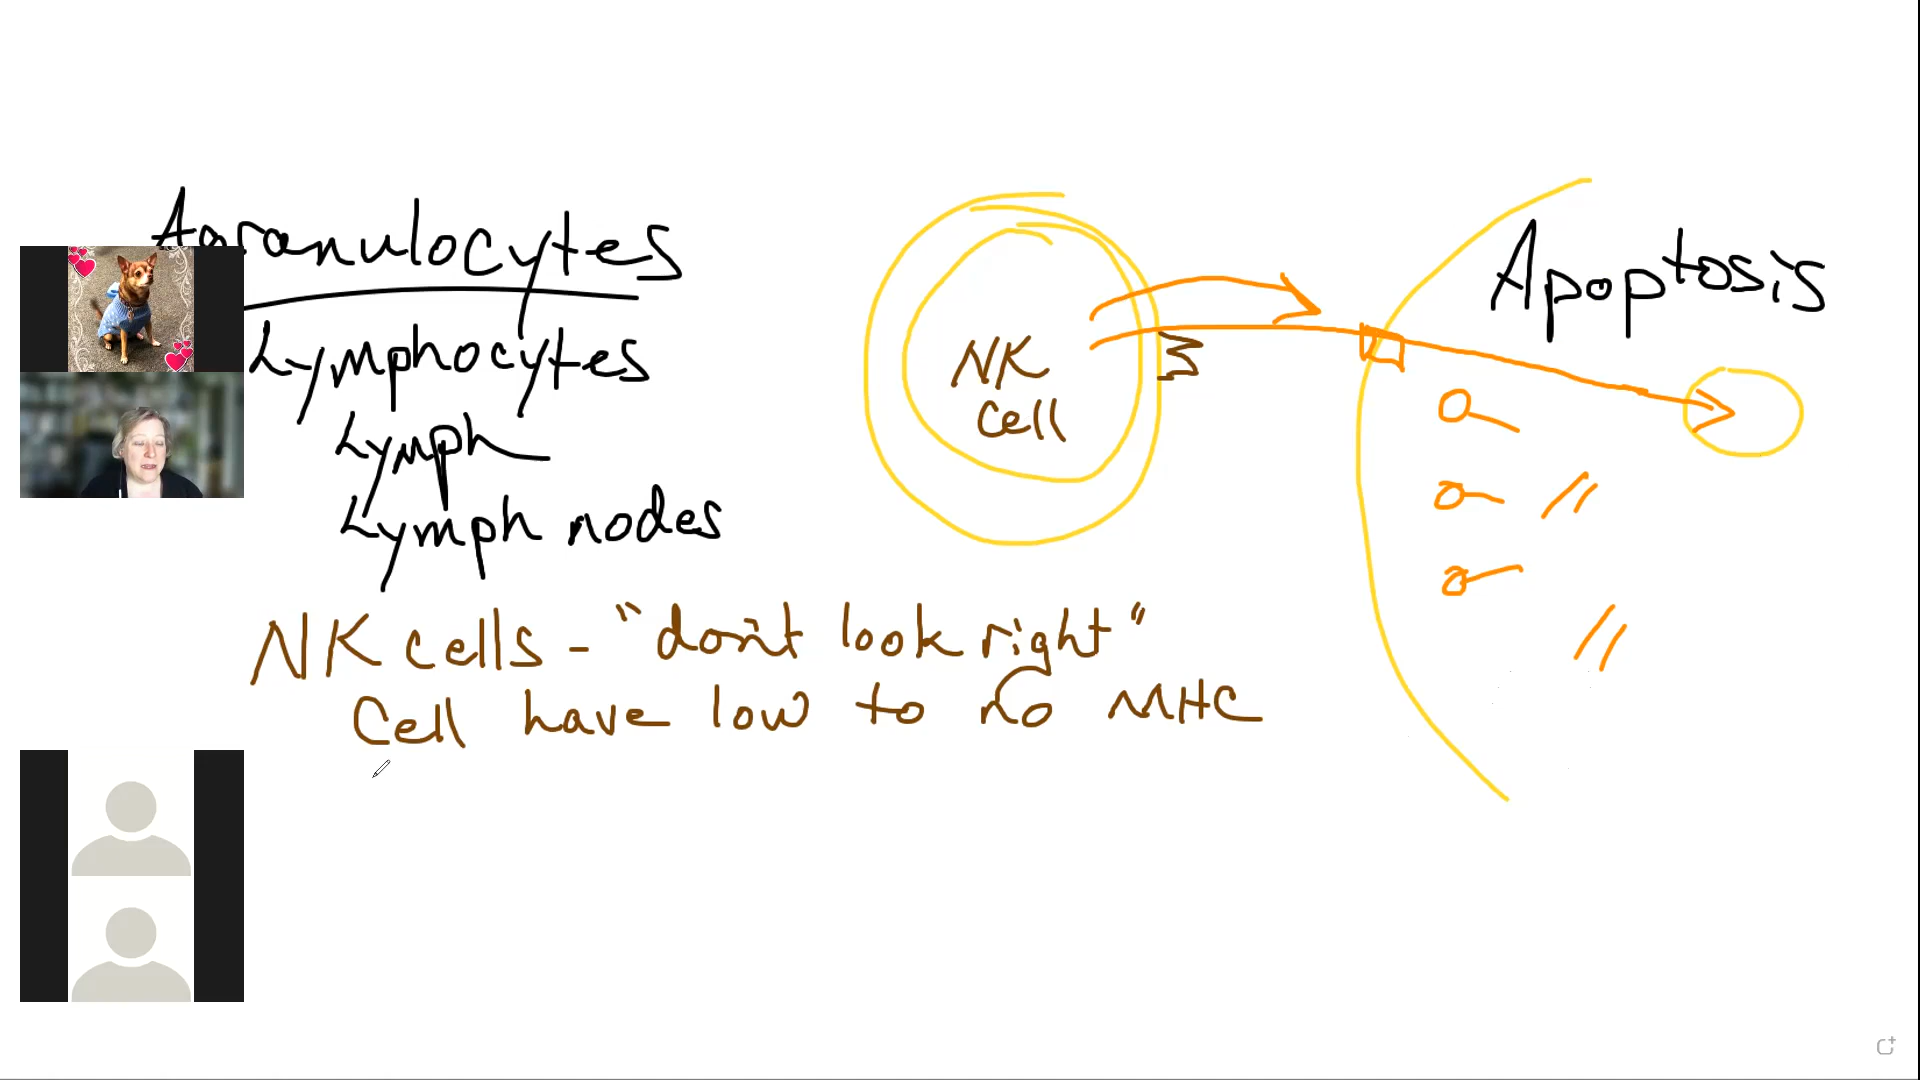 Agranulocytes
Lymphocytes
Lymph
Lymph nodes
NK cells - "don't look right"
Cell have low to no MHC
NK
Cell
Apoptosis